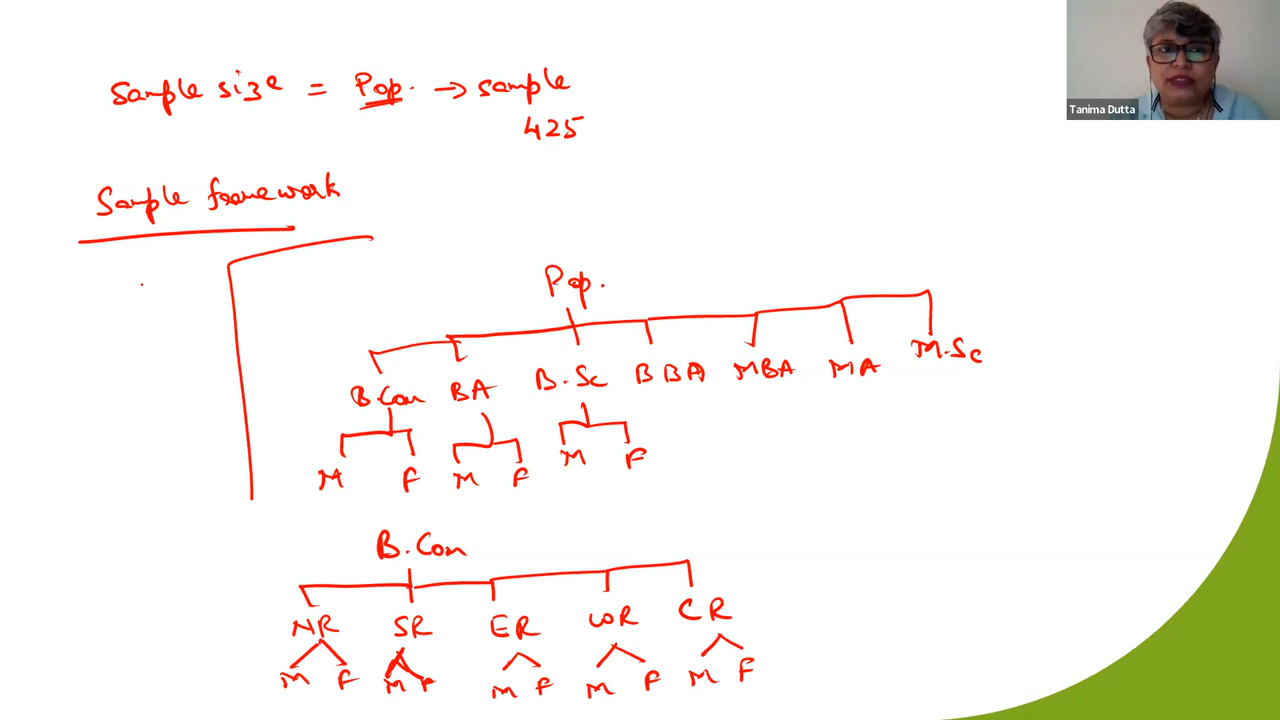 Sample size = Pop. → sample
425
Tanima Dutta
Sample framework
Pop.
B.Com BA B.Sc BBA MBA MA M.Sc
M F M F M F
B.Com
NR SR ER WR CR
M F M F M F M F M F